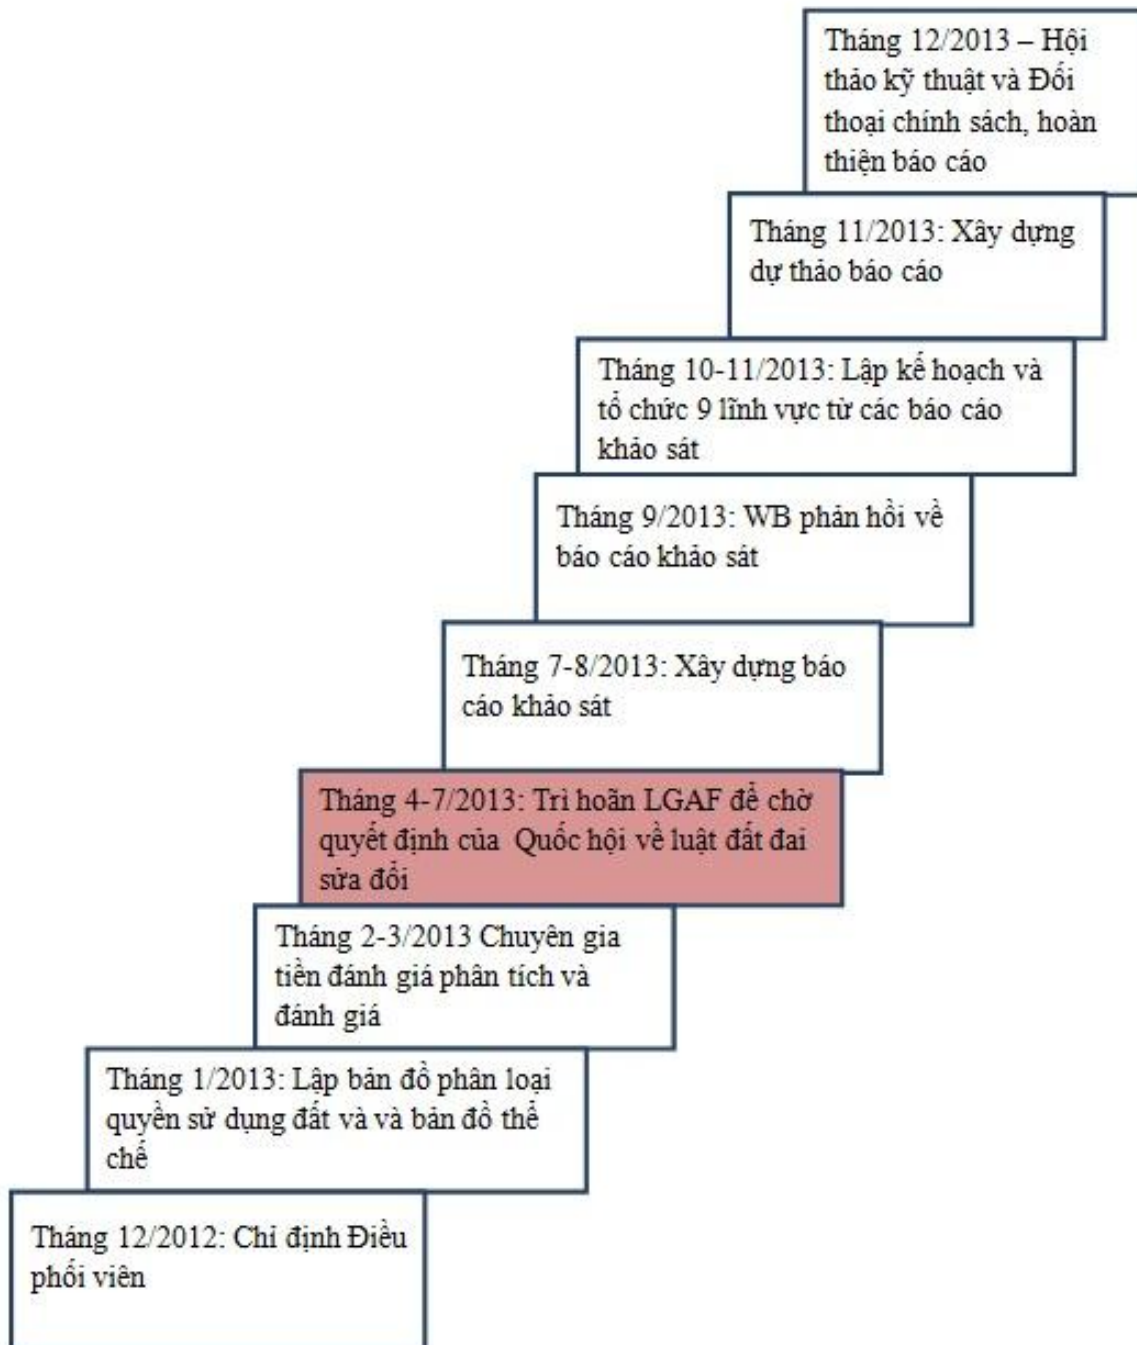 Tháng 12/2013 – Hội
thảo kỹ thuật và Đối
thoại chính sách, hoàn
thiện báo cáo
Tháng 11/2013: Xây dựng
dự thảo báo cáo
Tháng 10-11/2013: Lập kế hoạch và
tổ chức 9 lĩnh vực từ các báo cáo
khảo sát
Tháng 9/2013: WB phản hồi về
báo cáo khảo sát
Tháng 7-8/2013: Xây dựng báo
cáo khảo sát
Tháng 4-7/2013: Trì hoãn LGAF để chờ
quyết định của Quốc hội về luật đất đai
sửa đổi
Tháng 2-3/2013 Chuyên gia
tiền đánh giá phân tích và
đánh giá
Tháng 1/2013: Lập bản đồ phân loại
quyền sử dụng đất và và bản đồ thể
chế
Tháng 12/2012: Chỉ định Điều
phối viên